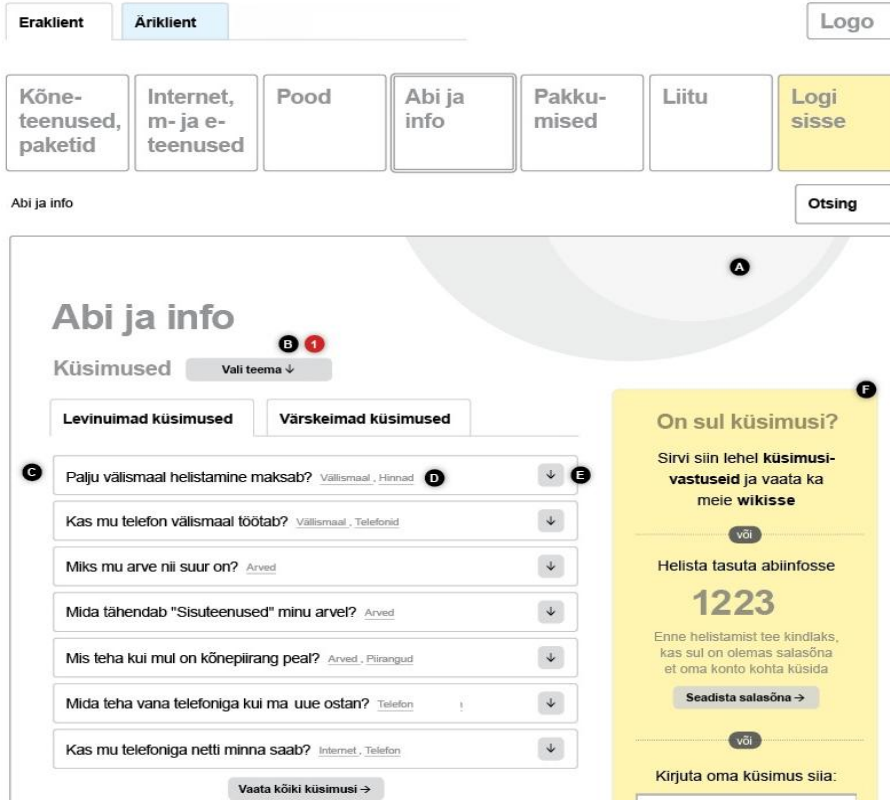 Eraklient
Äriklient
Logo
Kõne-
teenused,
paketid
Internet,
m- ja e-
teenused
Pood
Abi ja
info
Pakku-
mised
Liitu
Logi
sisse
Abi ja info
Otsing
A
Abi ja info
B 1
Küsimused
Vali teema ↓
F
Levinuimad küsimused
Värskeimad küsimused
C
Palju välismaal helistamine maksab? Vällismaal , Hinnad D ↓ E
Kas mu telefon välismaal töötab? Vällismaal , Telefonid ↓
Miks mu arve nii suur on? Arved ↓
Mida tähendab "Sisuteenused" minu arvel? Arved ↓
Mis teha kui mul on kõnepiirang peal? Arved , Piirangud ↓
Mida teha vana telefoniga kui ma uue ostan? Telefon ↓
Kas mu telefoniga netti minna saab? Internet , Telefon ↓
Vaata kõiki küsimusi →
On sul küsimusi?
Sirvi siin lehel küsimusi-
vastuseid ja vaata ka
meie wikisse
või
Helista tasuta abiinfosse
1223
Enne helistamist tee kindlaks,
kas sul on olemas salasõna
et oma konto kohta küsida
Seadista salasõna →
või
Kirjuta oma küsimus siia: